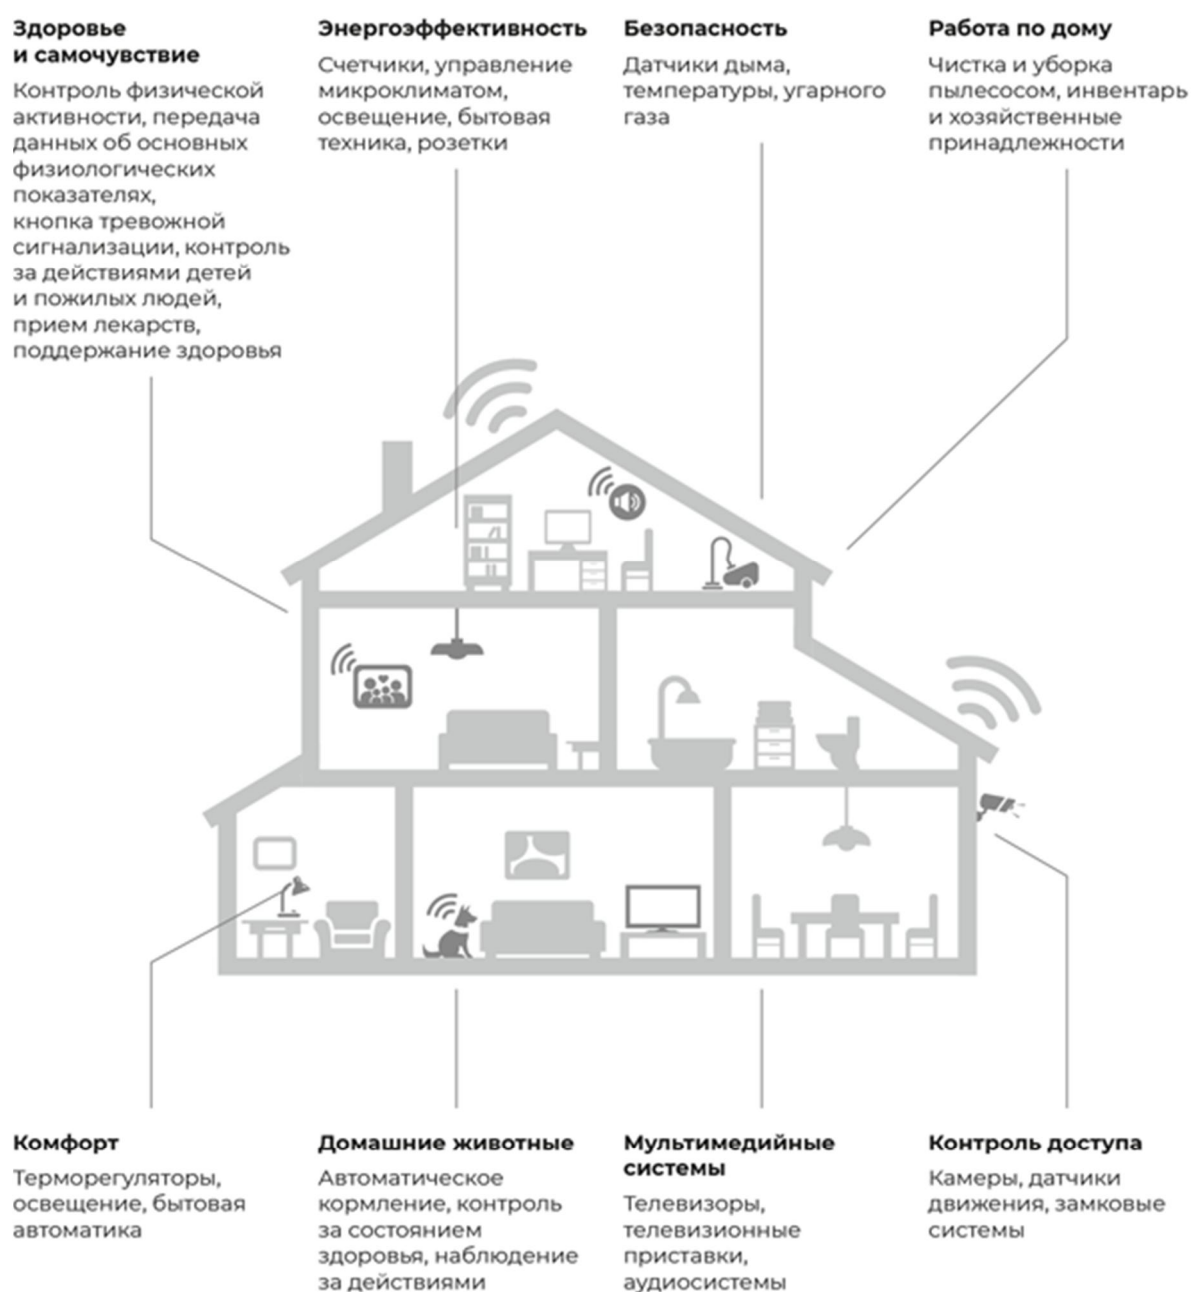 Здоровье
и самочувствие
Контроль физической
активности, передача
данных об основных
физиологических
показателях,
кнопка тревожной
сигнализации, контроль
за действиями детей
и пожилых людей,
прием лекарств,
поддержание здоровья
Энергоэффективность
Счетчики, управление
микроклиматом,
освещение, бытовая
техника, розетки
Безопасность
Датчики дыма,
температуры, угарного
газа
Работа по дому
Чистка и уборка
пылесосом, инвентарь
и хозяйственные
принадлежности
Комфорт
Терморегуляторы,
освещение, бытовая
автоматика
Домашние животные
Автоматическое
кормление, контроль
за состоянием
здоровья, наблюдение
за действиями
Мультимедийные
системы
Телевизоры,
телевизионные
приставки,
аудиосистемы
Контроль доступа
Камеры, датчики
движения, замковые
системы